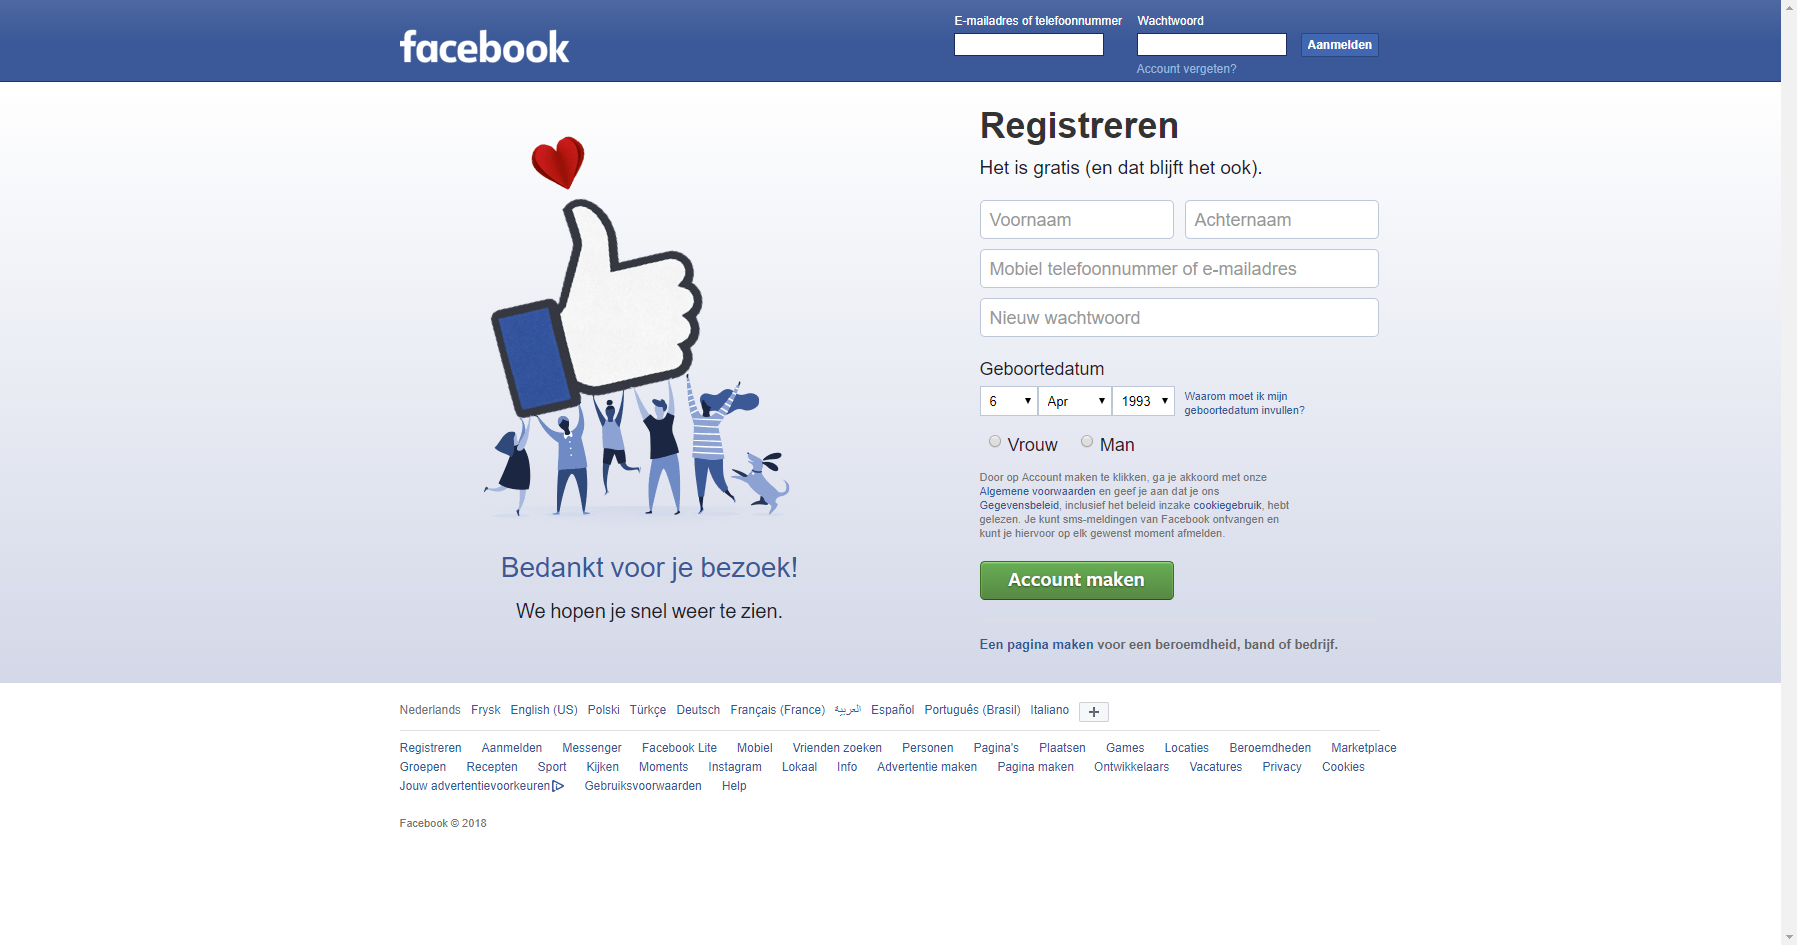 facebook
E-mailadres of telefoonnummer
Wachtwoord
Aanmelden
Account vergeten?
Registreren
Het is gratis (en dat blijft het ook).
Voornaam
Achternaam
Mobiel telefoonnummer of e-mailadres
Nieuw wachtwoord
Geboortedatum
6 Apr 1993
Waarom moet ik mijn
geboortedatum invullen?
Vrouw Man
Door op Account maken te klikken, ga je akkoord met onze
Algemene voorwaarden en geef je aan dat je ons
Gegevensbeleid, inclusief het beleid inzake cookiegebruik, hebt
gelezen. Je kunt sms-meldingen van Facebook ontvangen en
kunt je hiervoor op elk gewenst moment afmelden.
Account maken
Een pagina maken voor een beroemdheid, band of bedrijf.
Bedankt voor je bezoek!
We hopen je snel weer te zien.
Nederlands Frysk English (US) Polski Türkçe Deutsch Français (France) العربية Español Português (Brasil) Italiano +
Registreren Aanmelden Messenger Facebook Lite Mobiel Vrienden zoeken Personen Pagina's Plaatsen Games Locaties Beroemdheden Marketplace
Groepen Recepten Sport Kijken Moments Instagram Lokaal Info Advertentie maken Pagina maken Ontwikkelaars Vacatures Privacy Cookies
Jouw advertentievoorkeuren Gebruiksvoorwaarden Help
Facebook © 2018